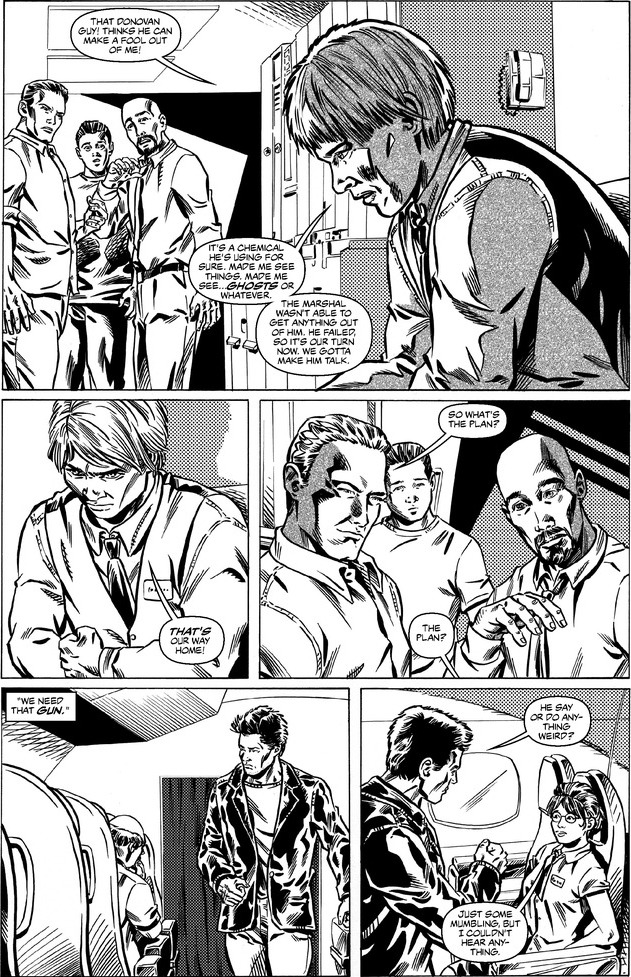 THAT DONOVAN
GUY! THINKS HE CAN
MAKE A FOOL OUT
OF ME!
IT'S A CHEMICAL
HE'S USING FOR
SURE. MADE ME SEE
THINGS. MADE ME
SEE... GHOSTS OR
WHATEVER.
THE MARSHAL
WASN'T ABLE TO
GET ANYTHING OUT
OF HIM. HE FAILED,
SO IT'S OUR TURN
NOW. WE GOTTA
MAKE HIM TALK.
THAT'S
OUR WAY
HOME!
SO WHAT'S
THE PLAN?
THE
PLAN?
"WE NEED
THAT GUN."
HE SAY
OR DO ANY-
THING
WEIRD?
JUST SOME
MUMBLING, BUT
I COULDN'T
HEAR ANY-
THING.